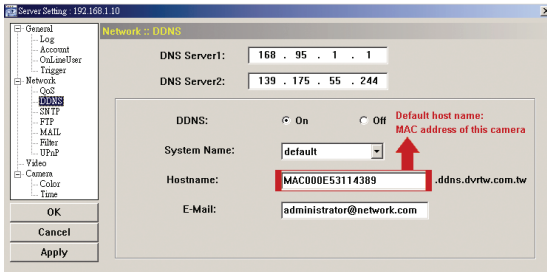 Server Setting : 192.168.1.10
General
Log
Account
OnLineUser
Trigger
Network
QoS
DDNS
SNTP
FTP
MAIL
Filter
UPnP
Video
Camera
Color
Time
OK
Cancel
Apply
Network :: DDNS
DNS Server1: 168 . 95 . 1 . 1
DNS Server2: 139 . 175 . 55 . 244
DDNS: On Off
Default host name:
MAC address of this camera
System Name: default
Hostname: MAC000E53114389 .ddns.dvrtw.com.tw
E-Mail: administrator@network.com